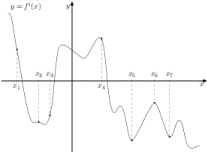 y = f′(x)
y
x₂ x₃
x₁
x₄
x₅ x₆ x₇
x